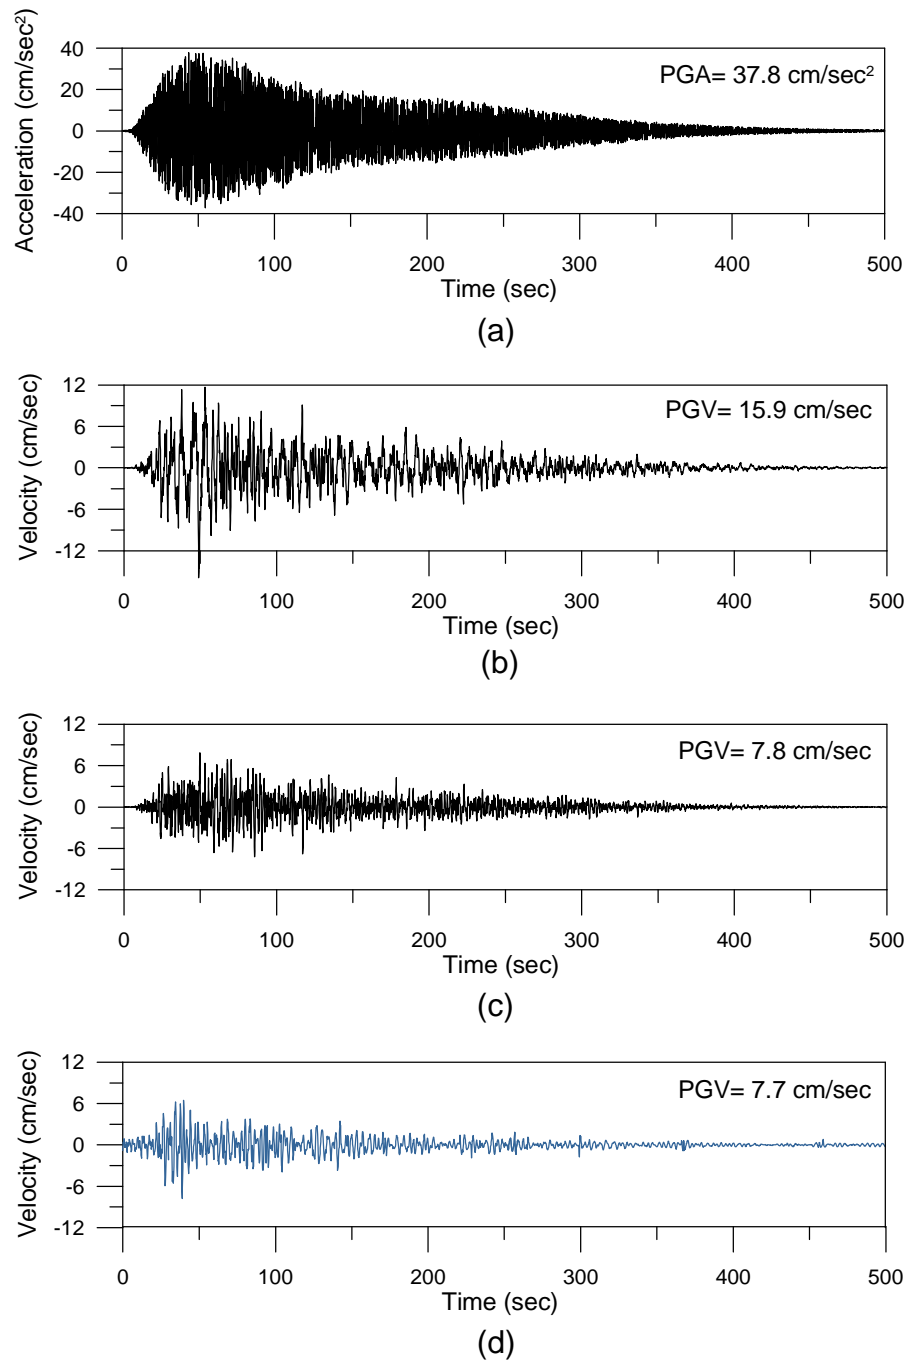 Acceleration (cm/sec²)
40
20
0
-20
-40
PGA= 37.8 cm/sec²
0 100 200 300 400 500
Time (sec)
(a)
Velocity (cm/sec)
12
6
0
-6
-12
PGV= 15.9 cm/sec
0 100 200 300 400 500
Time (sec)
(b)
Velocity (cm/sec)
12
6
0
-6
-12
PGV= 7.8 cm/sec
0 100 200 300 400 500
Time (sec)
(c)
Velocity (cm/sec)
12
6
0
-6
-12
PGV= 7.7 cm/sec
0 100 200 300 400 500
Time (sec)
(d)